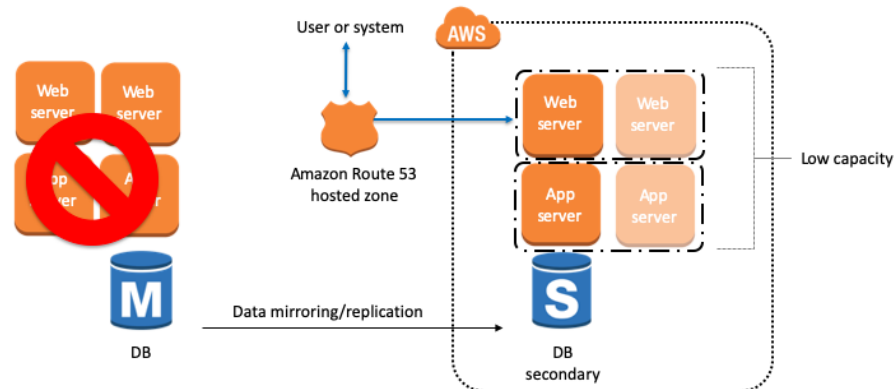 User or system
AWS
Web
server
Web
server
Web
server
Web
server
Amazon Route 53
hosted zone
Low capacity
server
App
server
App
server
M
S
Data mirroring/replication
DB
DB
secondary